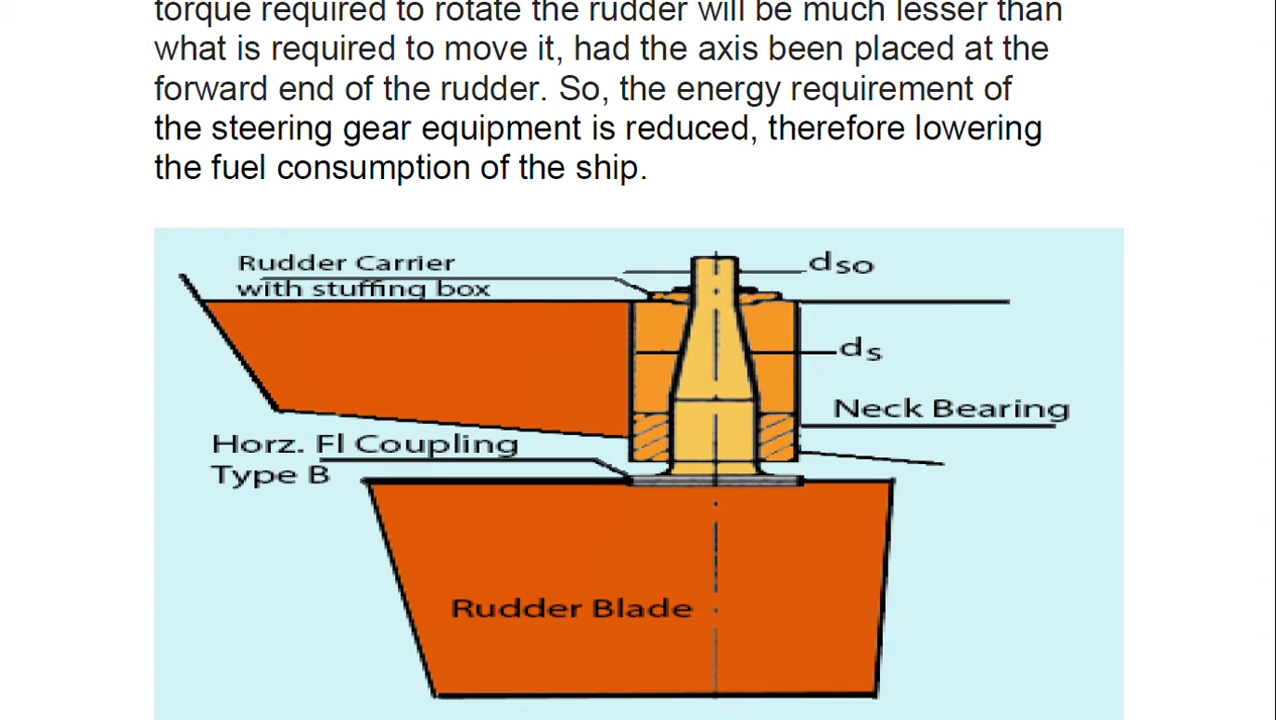 torque required to rotate the rudder will be much lesser than
what is required to move it, had the axis been placed at the
forward end of the rudder. So, the energy requirement of
the steering gear equipment is reduced, therefore lowering
the fuel consumption of the ship.
Rudder Carrier
with stuffing box
dso
ds
Neck Bearing
Horz. Fl Coupling
Type B
Rudder Blade